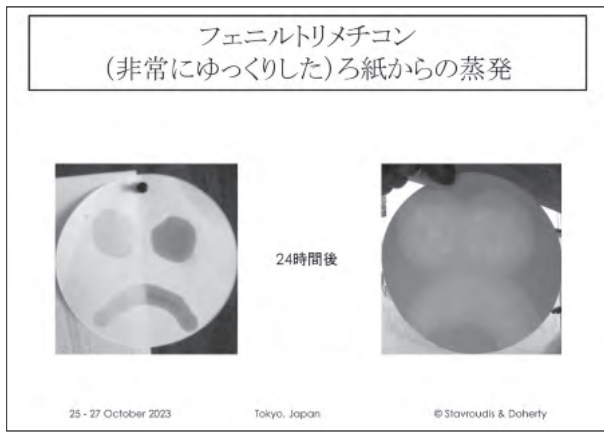 フェニルトリメチコン
（非常にゆっくりした）ろ紙からの蒸発
24時間後
25 - 27 October 2023
Tokyo, Japan
© Stavroudis & Doherty